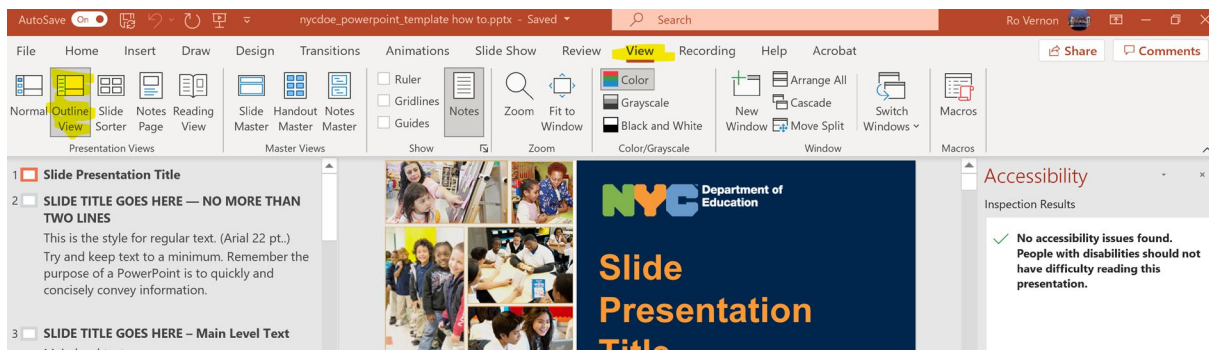 AutoSave On nycdoe_powerpoint_template how to.pptx - Saved Search Ro Vernon
File Home Insert Draw Design Transitions Animations Slide Show Review View Recording Help Acrobat Share Comments
Normal Outline View Slide Sorter Notes Page Reading View
Presentation Views
Slide Master Handout Master Notes Master
Master Views
Ruler
Gridlines
Guides
Notes
Show
Zoom Fit to Window
Zoom
Color
Grayscale
Black and White
Color/Grayscale
New Window
Arrange All
Cascade
Move Split
Switch Windows
Window
Macros
Macros
1 Slide Presentation Title
2 SLIDE TITLE GOES HERE — NO MORE THAN
TWO LINES
This is the style for regular text. (Arial 22 pt..)
Try and keep text to a minimum. Remember the
purpose of a PowerPoint is to quickly and
concisely convey information.
3 SLIDE TITLE GOES HERE – Main Level Text
NYC Department of
Education
Slide
Presentation
Title
Accessibility
Inspection Results
No accessibility issues found.
People with disabilities should not
have difficulty reading this
presentation.